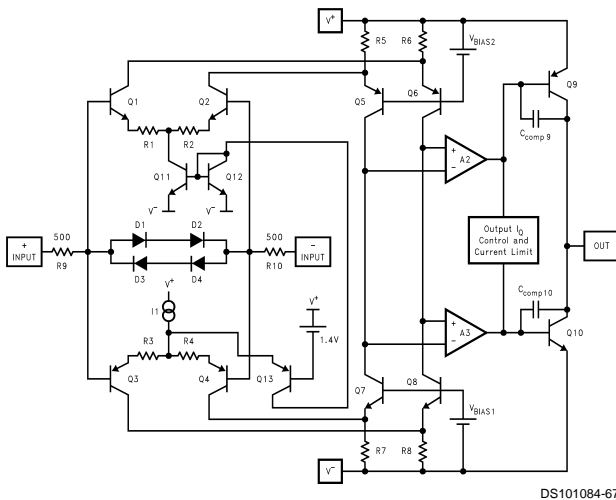 V+
R5
R6
VBIAS2
Q1
Q2
Q5
Q6
Q9
Ccomp 9
R1
R2
A2
+
−
Q11
Q12
V−
V−
Output IQ
Control and
Current Limit
D1
D2
+
INPUT
500
R9
500
R10
−
INPUT
OUT
D3
D4
V+
I1
V+
1.4V
Ccomp10
R3
R4
+
−
A3
Q10
Q3
Q4
Q13
Q7
Q8
VBIAS1
R7
R8
V−
DS101084-67